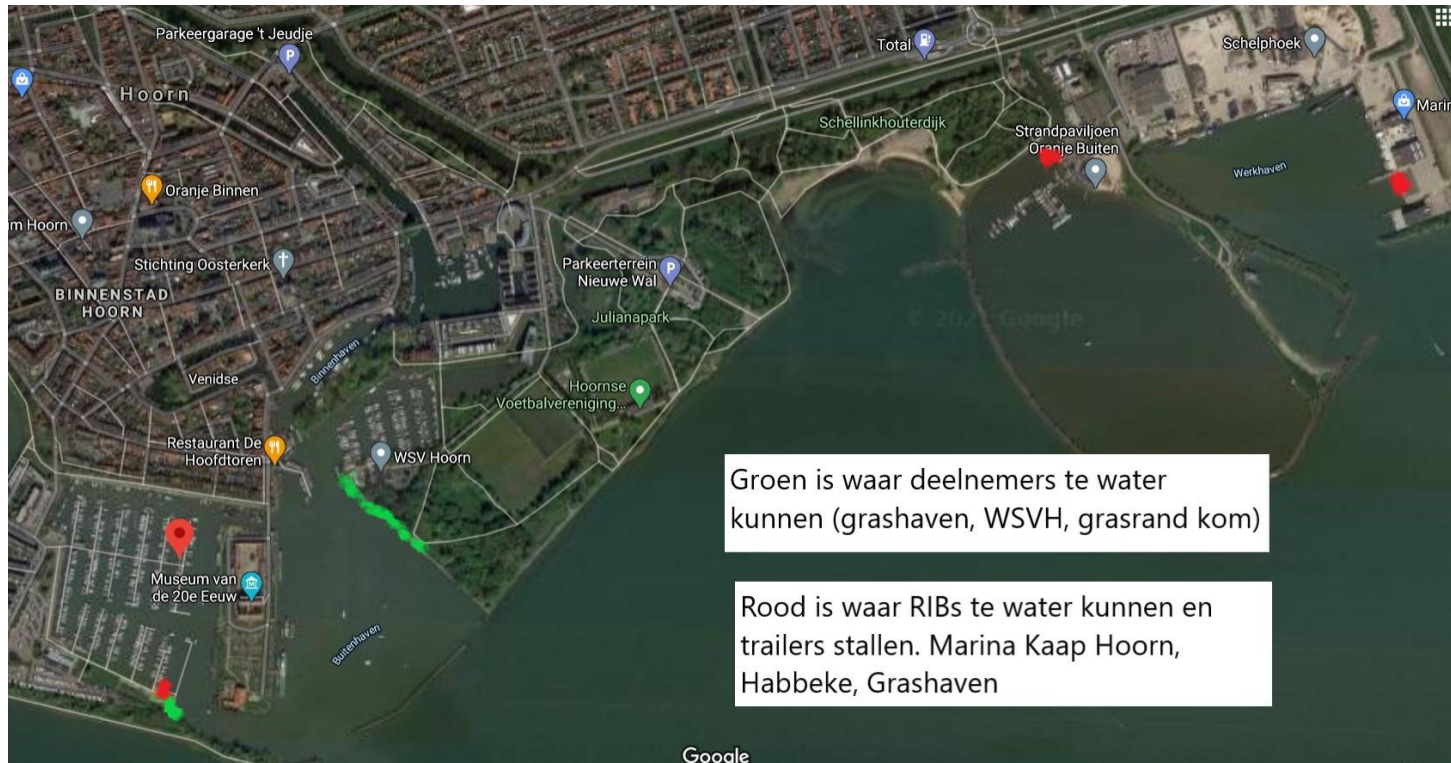 Parkeergarage 't Jeudje
Total
Schelphoek
Hoorn
Marin
Schellinkhouterdijk
Strandpaviljoen
Oranje Buiten
Werkhaven
Oranje Binnen
m Hoorn
Stichting Oosterkerk
Parkeerterrein
Nieuwe Wal
BINNENSTAD
HOORN
© 2021 Google
Julianapark
Binnenhaven
Venidse
Hoornse
Voetbalvereniging...
Restaurant De
Hoofdtoren
WSV Hoorn
Groen is waar deelnemers te water
kunnen (grashaven, WSVH, grasrand kom)
Museum van
de 20e Eeuw
Rood is waar RIBs te water kunnen en
trailers stallen. Marina Kaap Hoorn,
Habbeke, Grashaven
Buitenhaven
Google